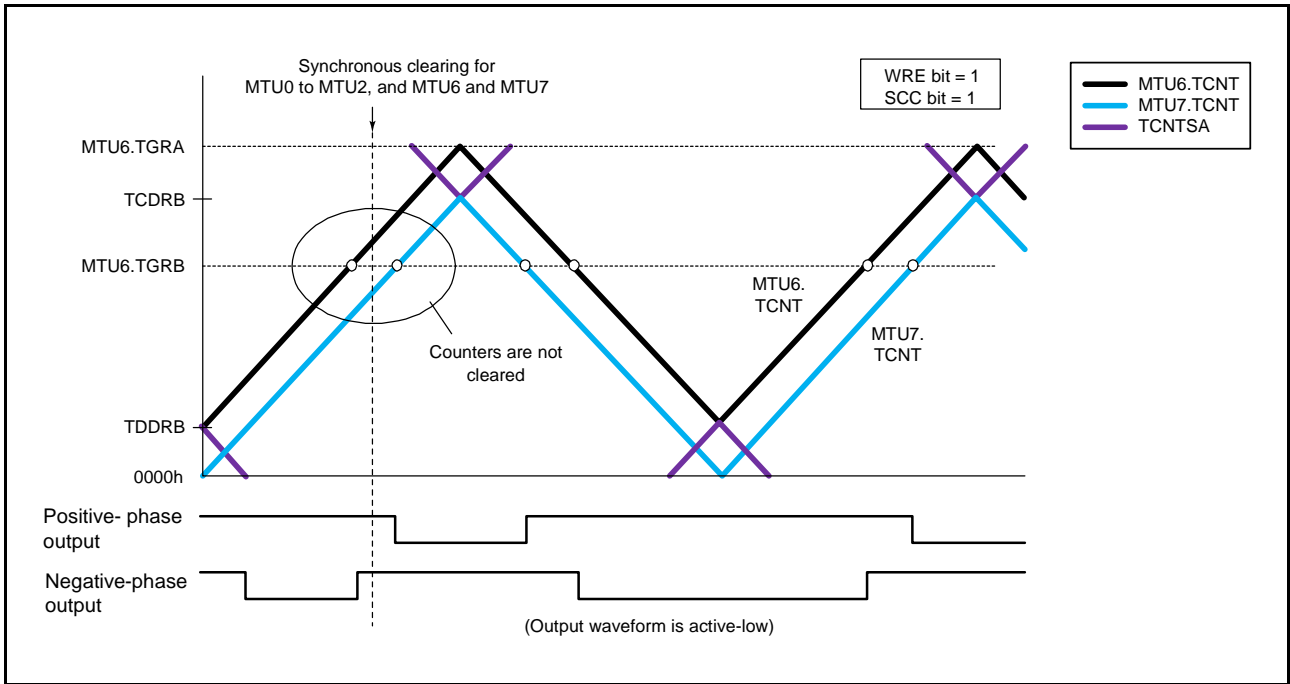 Synchronous clearing for
MTU0 to MTU2, and MTU6 and MTU7
WRE bit = 1
SCC bit = 1
MTU6.TCNT
MTU7.TCNT
TCNTSA
MTU6.TGRA
TCDRB
MTU6.TGRB
TDDRB
0000h
Counters are not
cleared
MTU6.
TCNT
MTU7.
TCNT
Positive- phase
output
Negative-phase
output
(Output waveform is active-low)